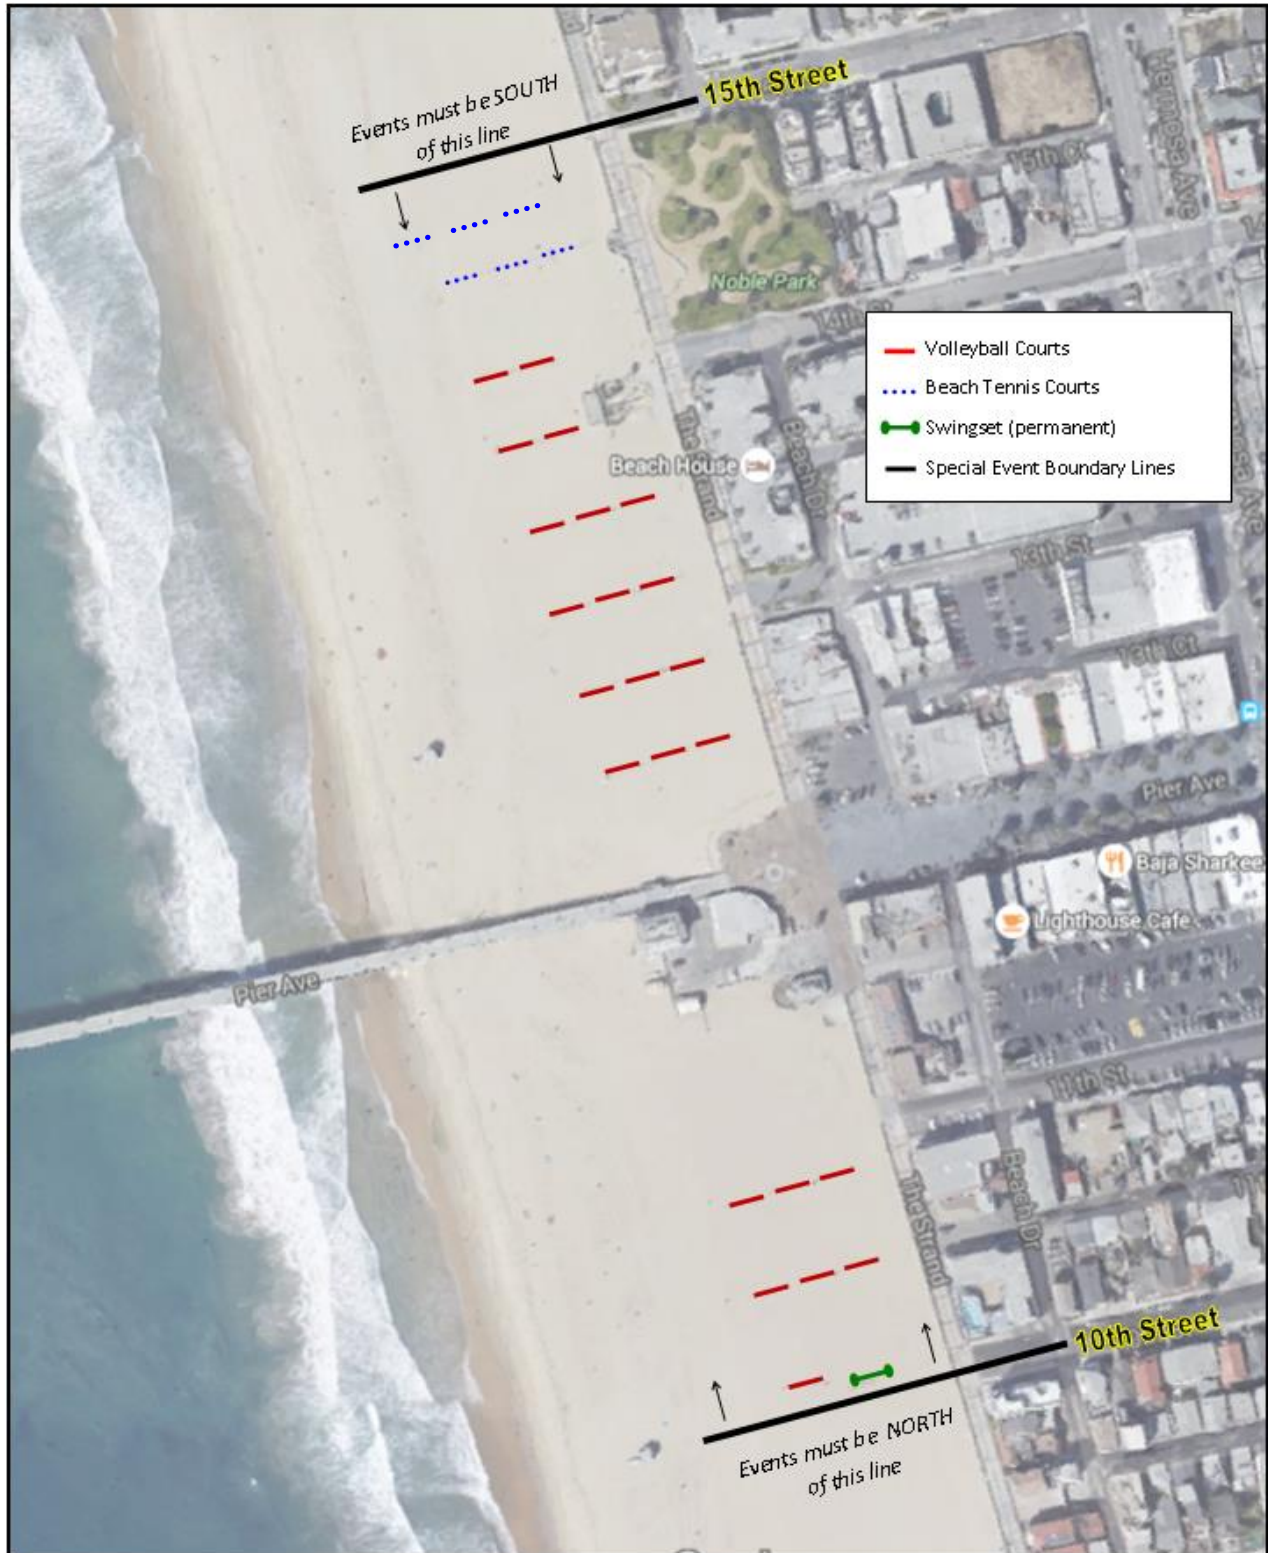 15th Street
Events must be SOUTH
of this line
Hermosa Ave
15th Ct
Noble Park
Volleyball Courts
Beach Tennis Courts
Swingset (permanent)
Special Event Boundary Lines
The Strand
Beach House
Beach Dr
13th St
13th Ct
Pier Ave
Baja Sharkee
Lighthouse Cafe
Pier Ave
11th St
Beach Dr
The Strand
10th Street
Events must be NORTH
of this line